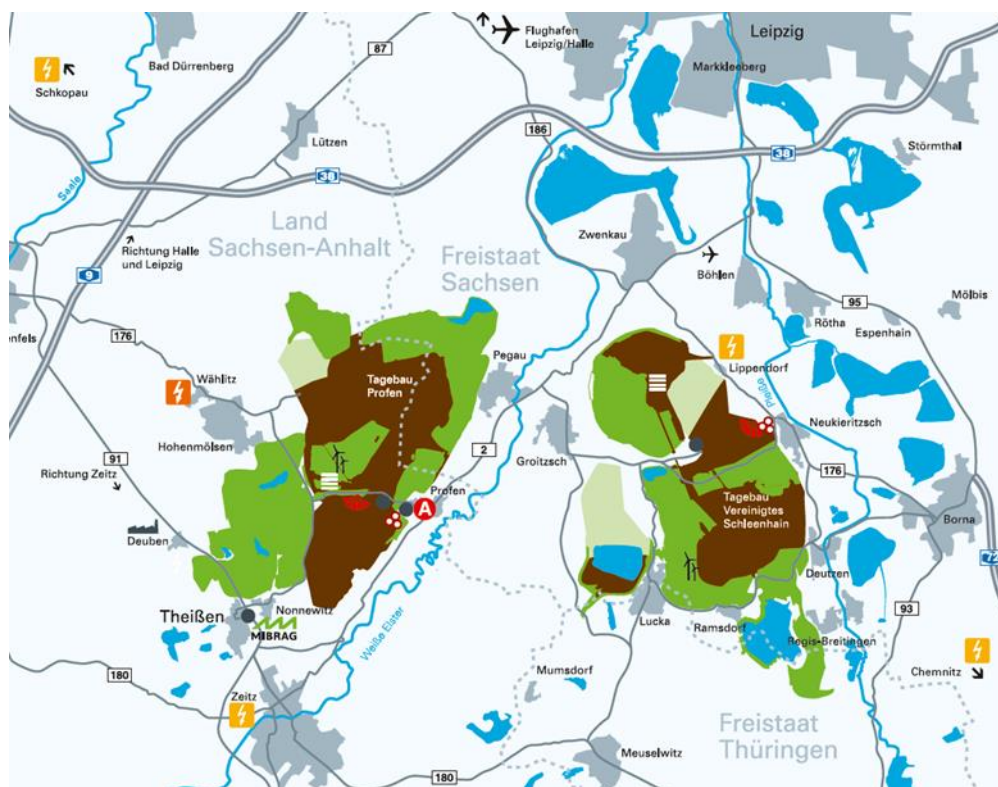 Flughafen
Leipzig/Halle
Leipzig
87
Bad Dürrenberg
Markkleeberg
Schkopau
186
Lützen
38
38
Störmthal
Saale
Land
Sachsen-Anhalt
Zwenkau
Richtung Halle
und Leipzig
Freistaat
Sachsen
9
Böhlen
95
Mölbis
Rötha
Espenhain
176
enfels
Pegau
Lippendorf
Tagebau
Profen
Wählitz
Pleiße
Neukieritzsch
Hohenmölsen
2
Groitzsch
91
176
Richtung Zeitz
Profen
A
Tagebau
Vereinigtes
Schleenhain
Borna
Deuben
72
Deutzen
Theißen
Nonnewitz
MIBRAG
93
Lucka
Ramsdorf
Regis-Breitingen
Weiße Elster
Mumsdorf
Chemnitz
180
Zeitz
Freistaat
Thüringen
Meuselwitz
180